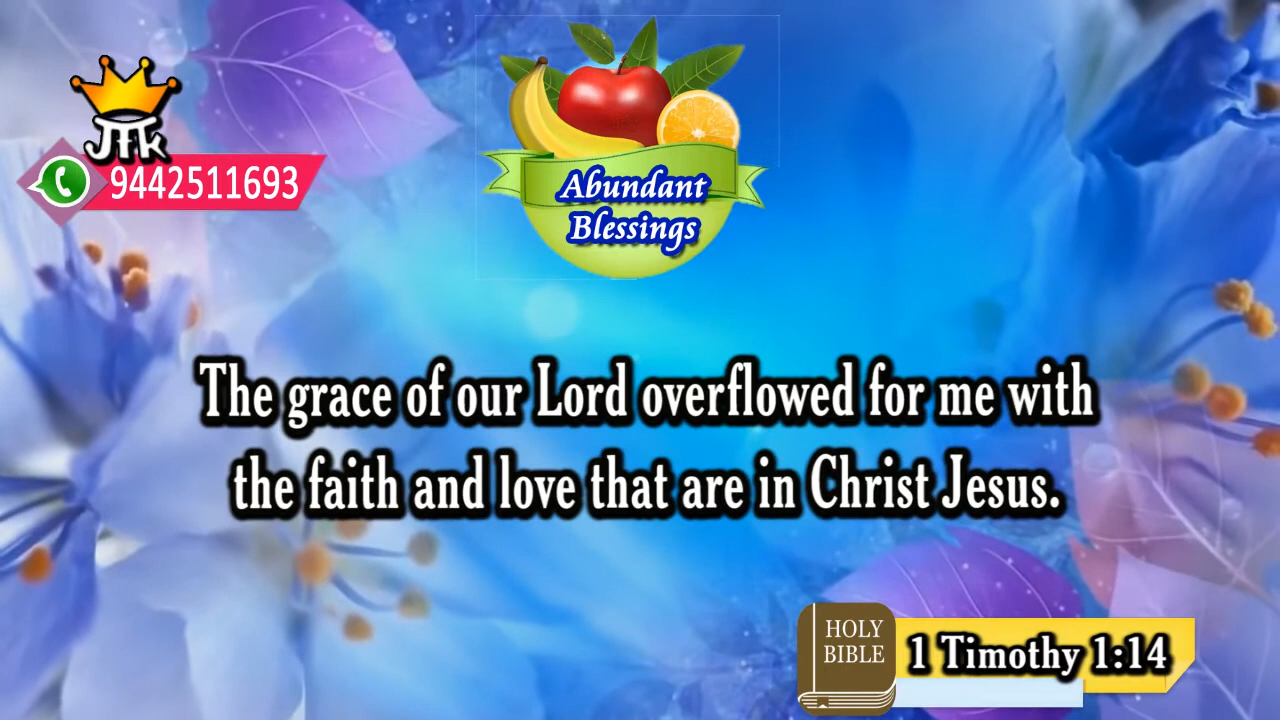 JTK
9442511693
Abundant
Blessings
The grace of our Lord overflowed for me with
the faith and love that are in Christ Jesus.
HOLY
BIBLE
1 Timothy 1:14